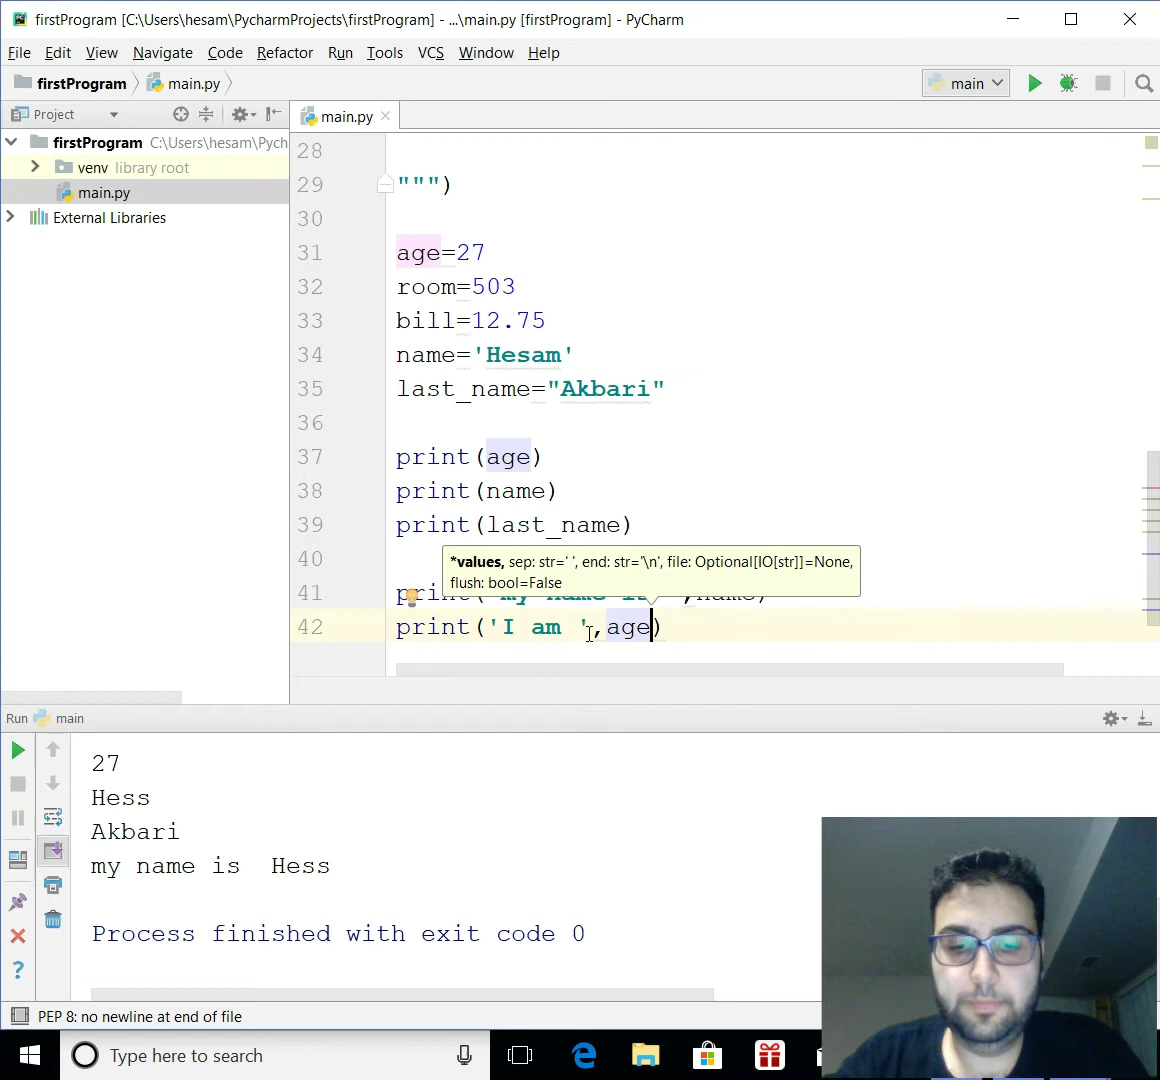 firstProgram [C:\Users\hesam\PycharmProjects\firstProgram] - ...\main.py [firstProgram] - PyCharm
File Edit View Navigate Code Refactor Run Tools VCS Window Help
firstProgram main.py main
Project main.py
firstProgram C:\Users\hesam\Pych
venv library root
main.py
External Libraries
28
29 """)
30
31 age=27
32 room=503
33 bill=12.75
34 name='Hesam'
35 last_name="Akbari"
36
37 print(age)
38 print(name)
39 print(last_name)
40
*values, sep: str=' ', end: str='\n', file: Optional[IO[str]]=None,
flush: bool=False
41 print('my name is ',name)
42 print('I am ',age)
Run main
27
Hess
Akbari
my name is  Hess
Process finished with exit code 0
PEP 8: no newline at end of file
Type here to search